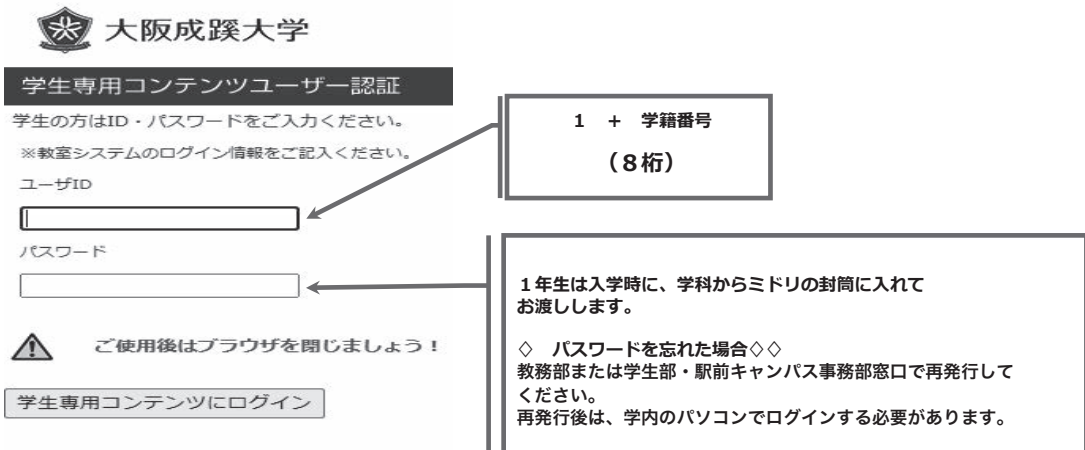 大阪成蹊大学
学生専用コンテンツユーザー認証
学生の方はID・パスワードをご入力ください。
※教室システムのログイン情報をご記入ください。
ユーザID
パスワード
ご使用後はブラウザを閉じましょう！
学生専用コンテンツにログイン
1　＋　学籍番号
（８桁）
１年生は入学時に、学科からミドリの封筒に入れて
お渡しします。
◇　パスワードを忘れた場合◇◇
教務部または学生部・駅前キャンパス事務部窓口で再発行して
ください。
再発行後は、学内のパソコンでログインする必要があります。